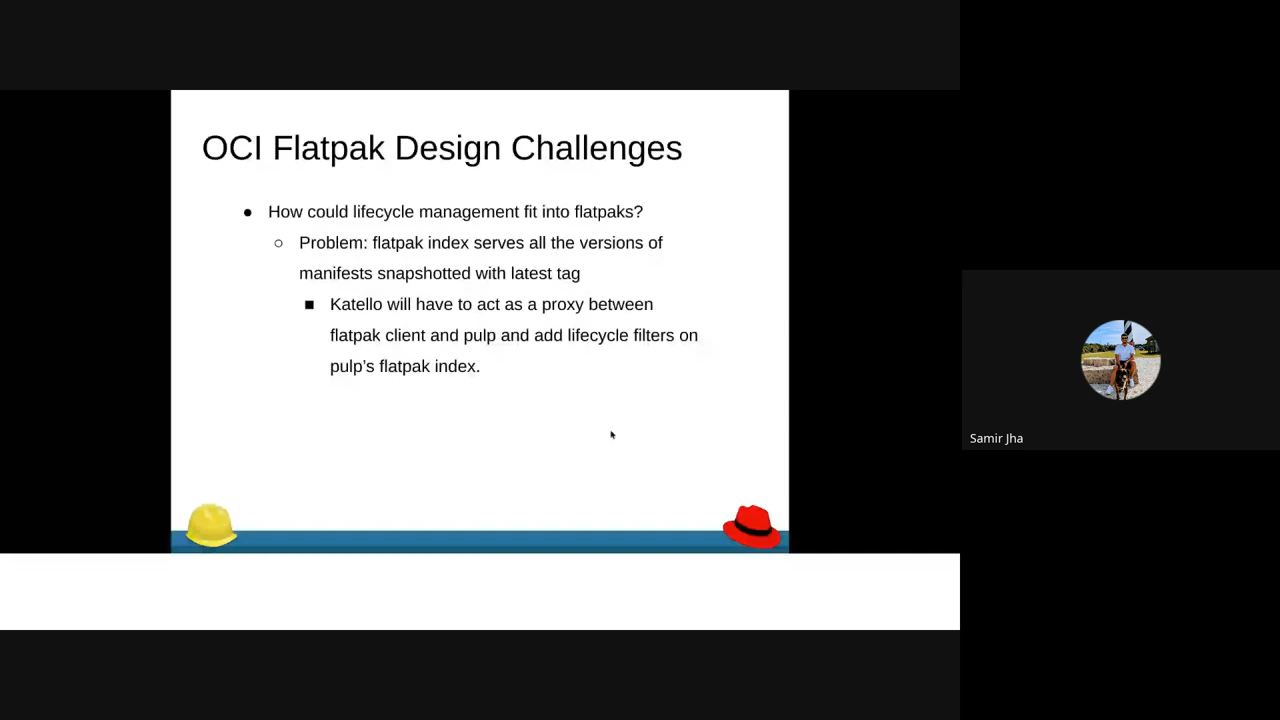 OCI Flatpak Design Challenges
● How could lifecycle management fit into flatpaks?
○ Problem: flatpak index serves all the versions of
manifests snapshotted with latest tag
■ Katello will have to act as a proxy between
flatpak client and pulp and add lifecycle filters on
pulp's flatpak index.
Samir Jha